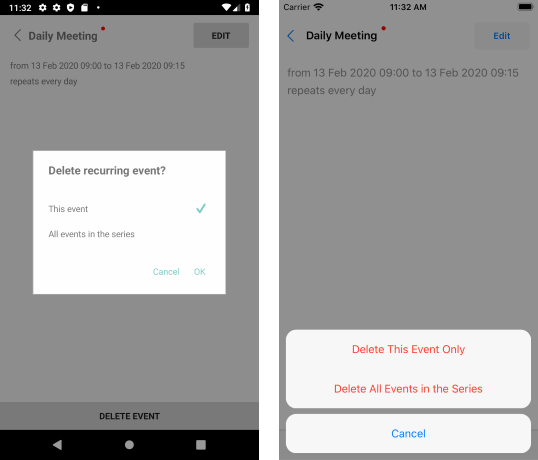 11:32
Daily Meeting
EDIT
from 13 Feb 2020 09:00 to 13 Feb 2020 09:15
repeats every day
Delete recurring event?
This event
All events in the series
Cancel OK
DELETE EVENT
Carrier 11:32 AM
Daily Meeting
Edit
from 13 Feb 2020 09:00 to 13 Feb 2020 09:15
repeats every day
Delete This Event Only
Delete All Events in the Series
Cancel